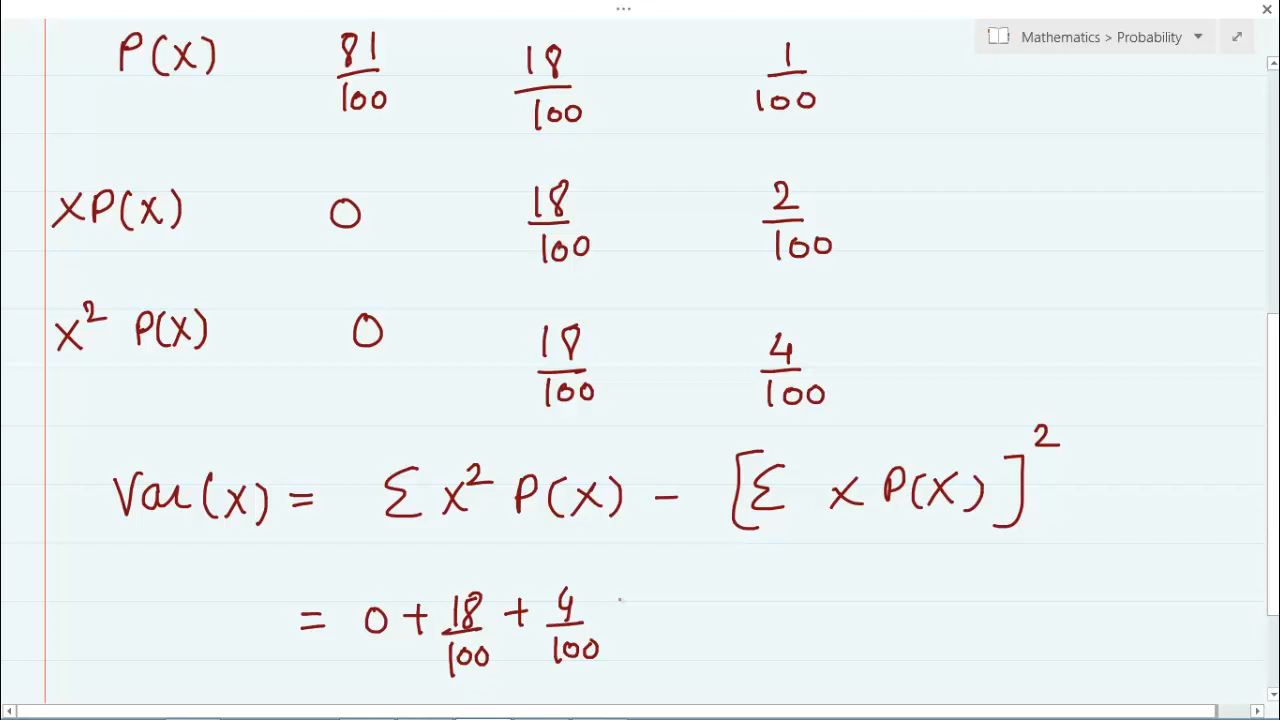 Mathematics > Probability
P(X) 81/100 18/100 1/100
XP(X) 0 18/100 2/100
X² P(X) 0 18/100 4/100
Var(X) = Σ X² P(X) - [Σ X P(X)]²
= 0 + 18/100 + 4/100